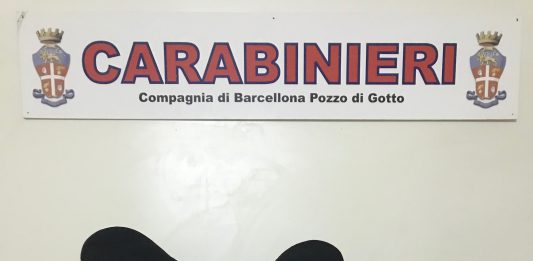 CARABINIERI
Compagnia di Barcellona Pozzo di Gotto